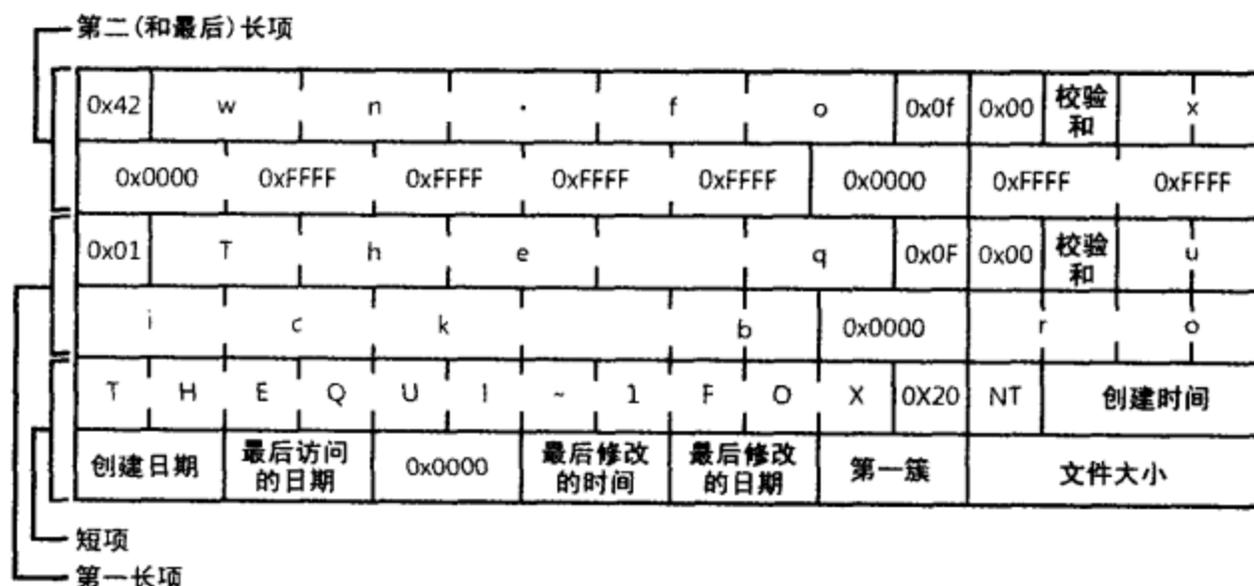 第二(和最后)长项
0x42 w n . f o 0x0f 0x00 校验和 x
0x0000 0xFFFF 0xFFFF 0xFFFF 0xFFFF 0x0000 0xFFFF 0xFFFF
0x01 T h e q 0x0F 0x00 校验和 u
i c k b 0x0000 r o
T H E Q U I ~ 1 F O X 0X20 NT 创建时间
创建日期 最后访问的日期 0x0000 最后修改的时间 最后修改的日期 第一簇 文件大小
短项
第一长项